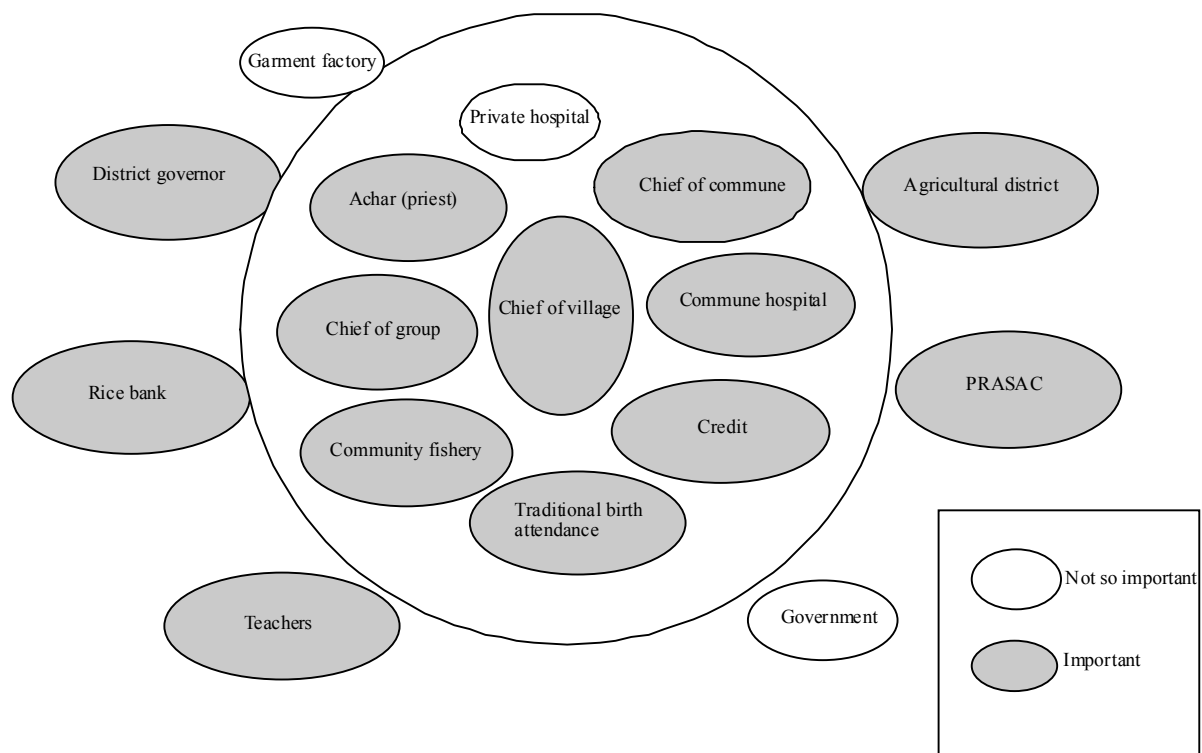 Garment factory
Private hospital
District governor
Achar (priest)
Chief of commune
Agricultural district
Chief of group
Chief of village
Commune hospital
Rice bank
PRASAC
Community fishery
Credit
Traditional birth
attendance
Teachers
Government
Not so important
Important